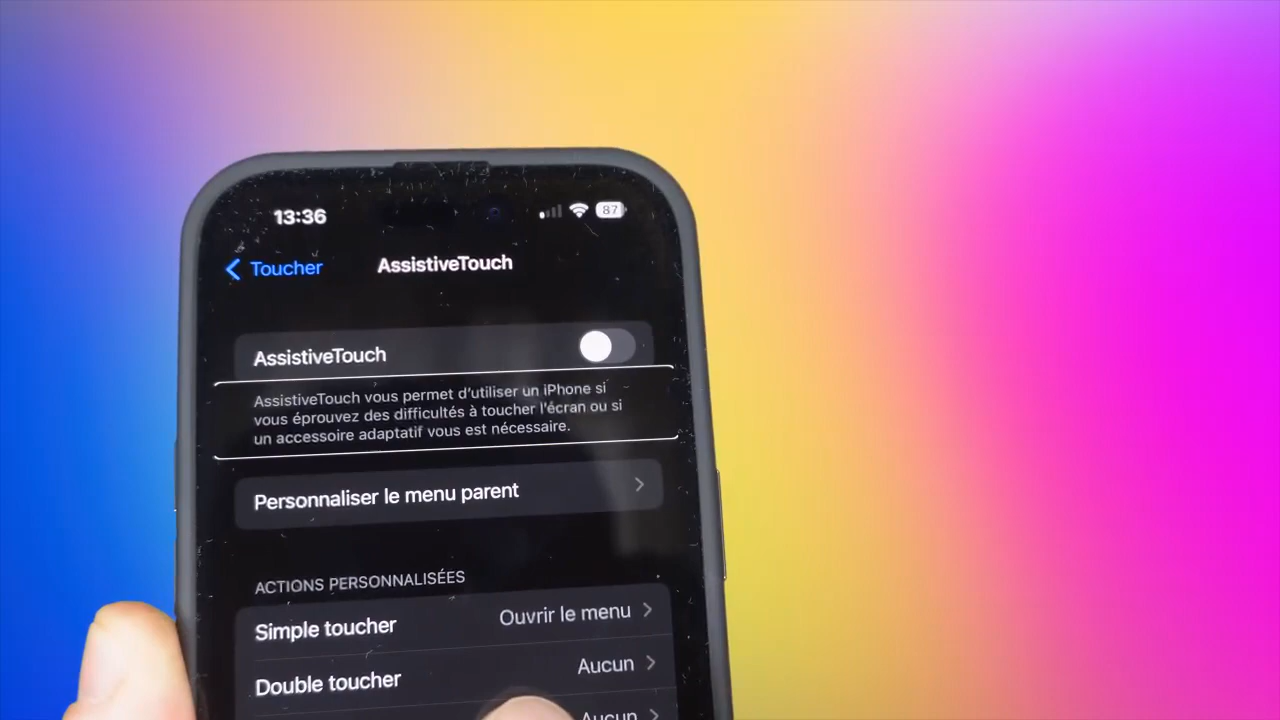 13:36
87
Toucher
AssistiveTouch
AssistiveTouch
AssistiveTouch vous permet d'utiliser un iPhone si
vous éprouvez des difficultés à toucher l'écran ou si
un accessoire adaptatif vous est nécessaire.
Personnaliser le menu parent
ACTIONS PERSONNALISÉES
Simple toucher Ouvrir le menu
Double toucher Aucun
Aucun